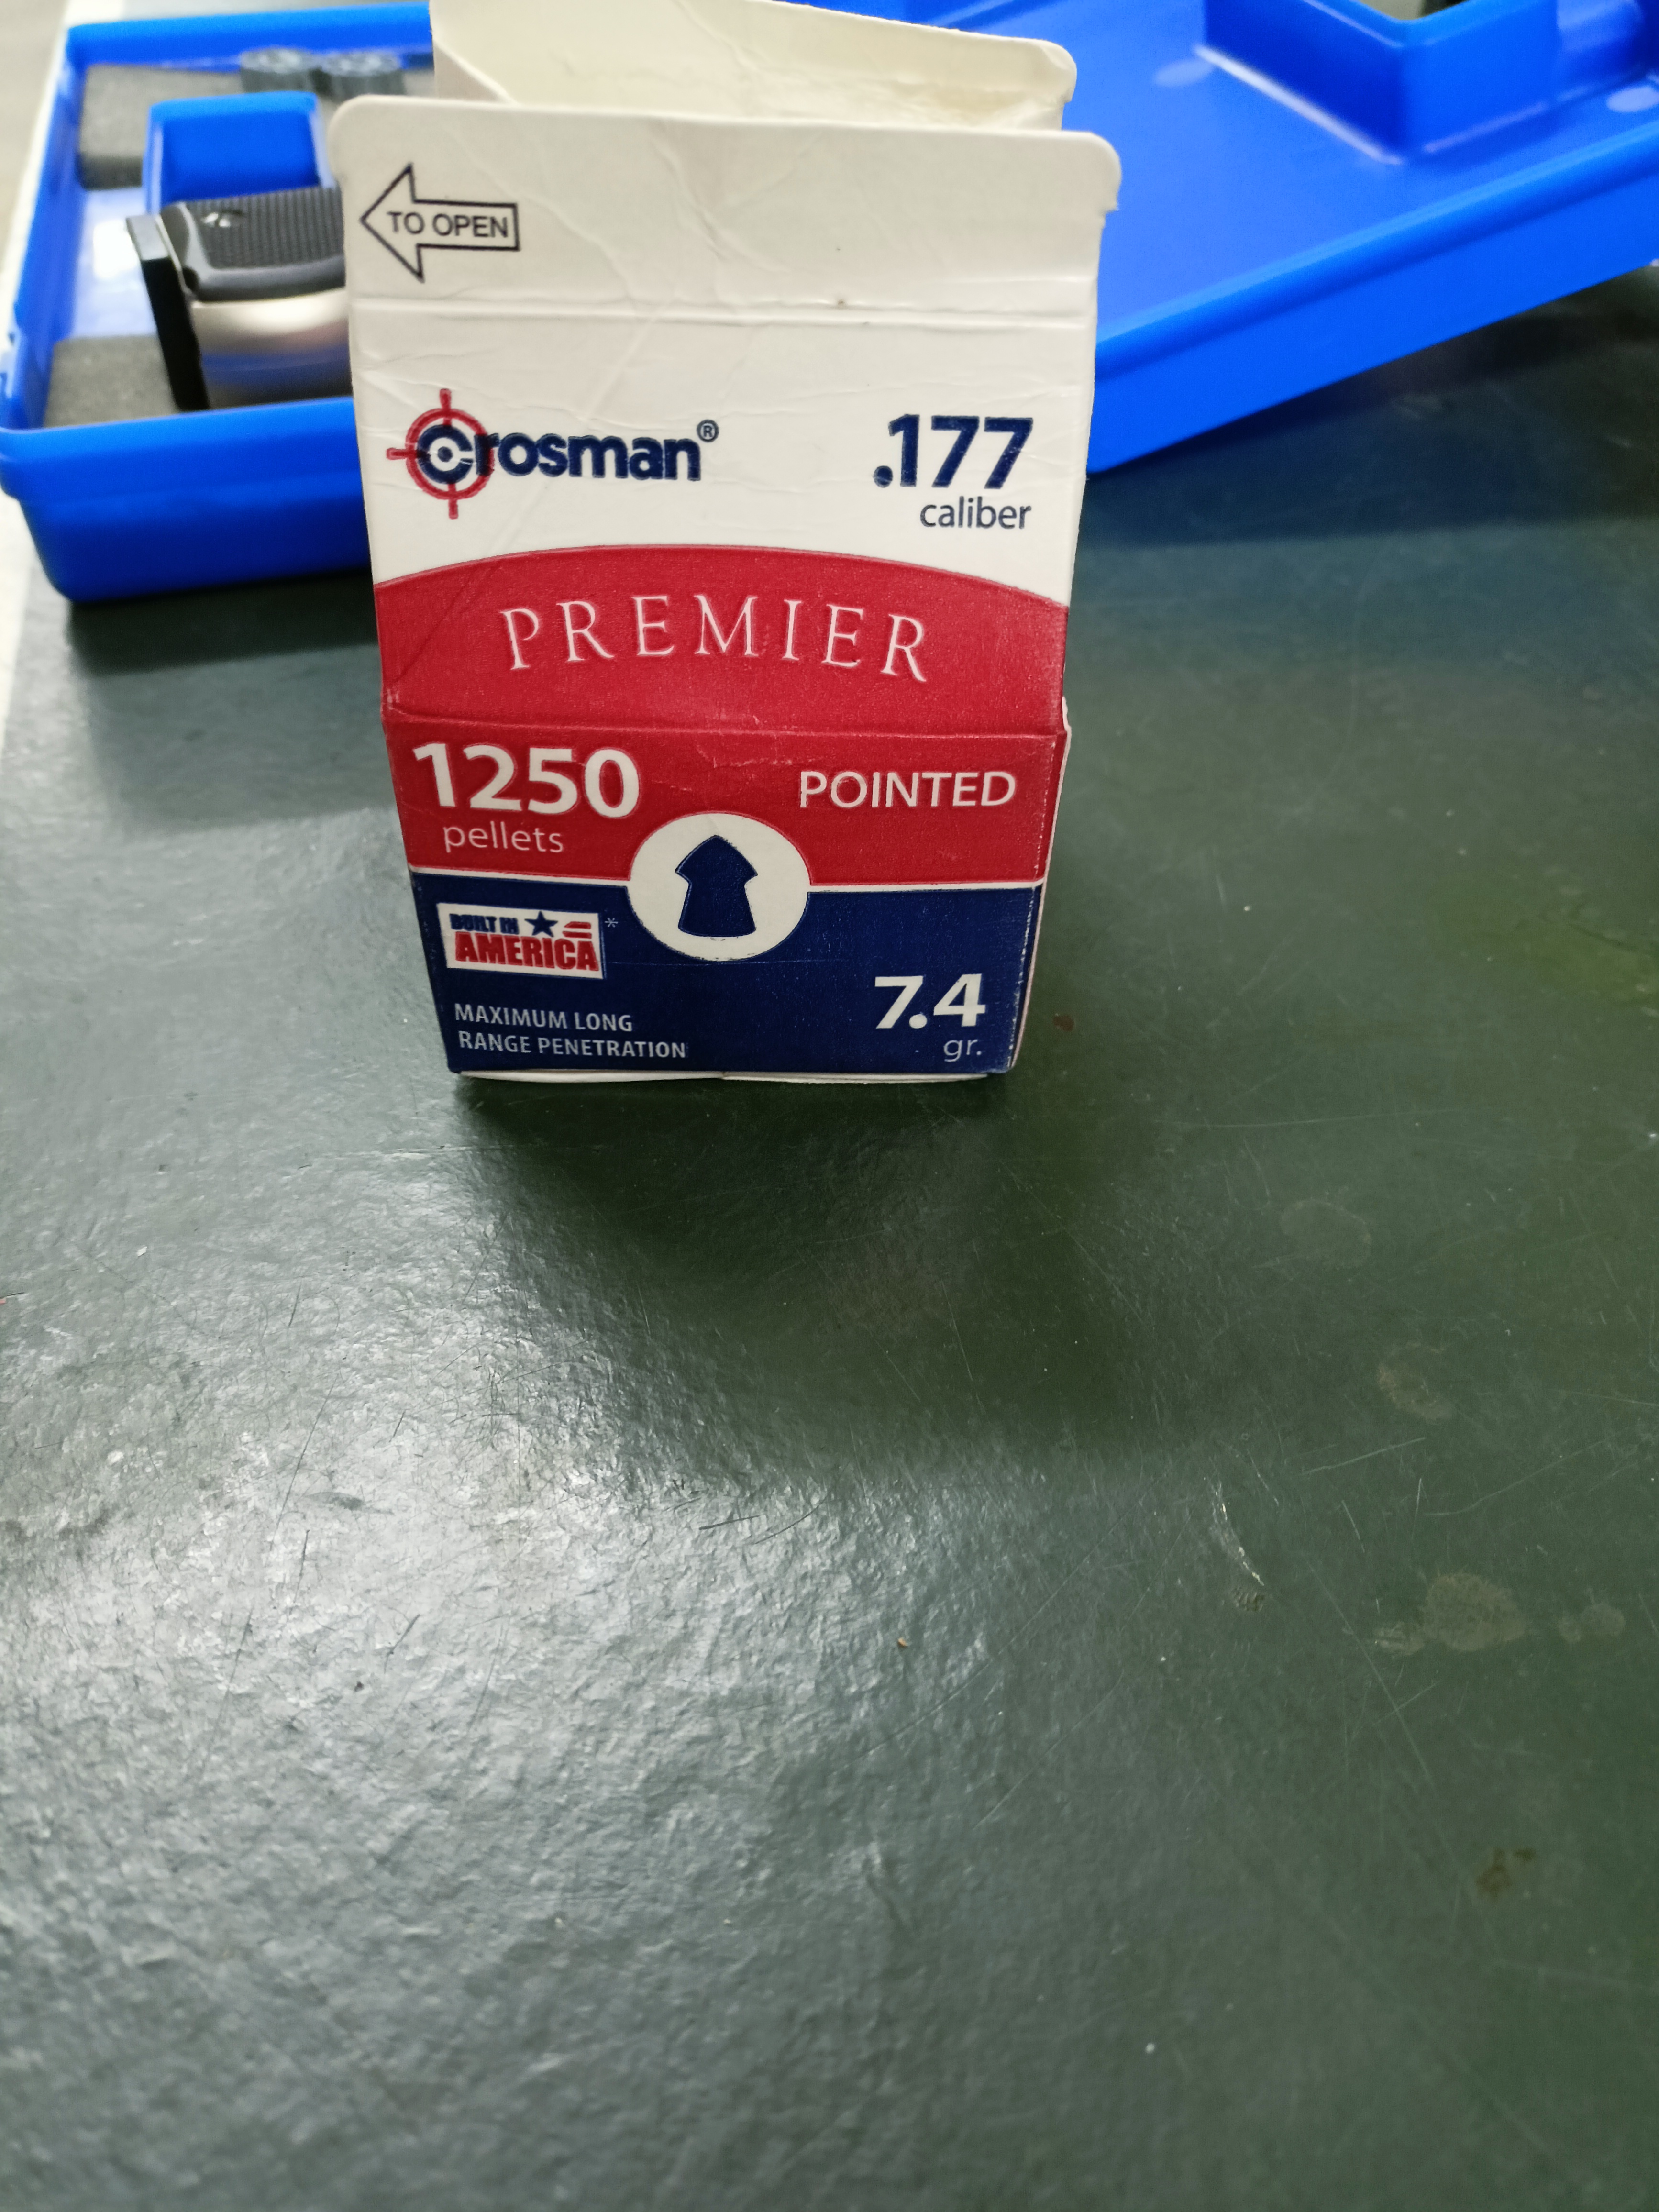 TO OPEN
Crosman®
.177
caliber
PREMIER
1250
pellets
POINTED
BUILT IN
AMERICA*
MAXIMUM LONG
RANGE PENETRATION
7.4
gr.